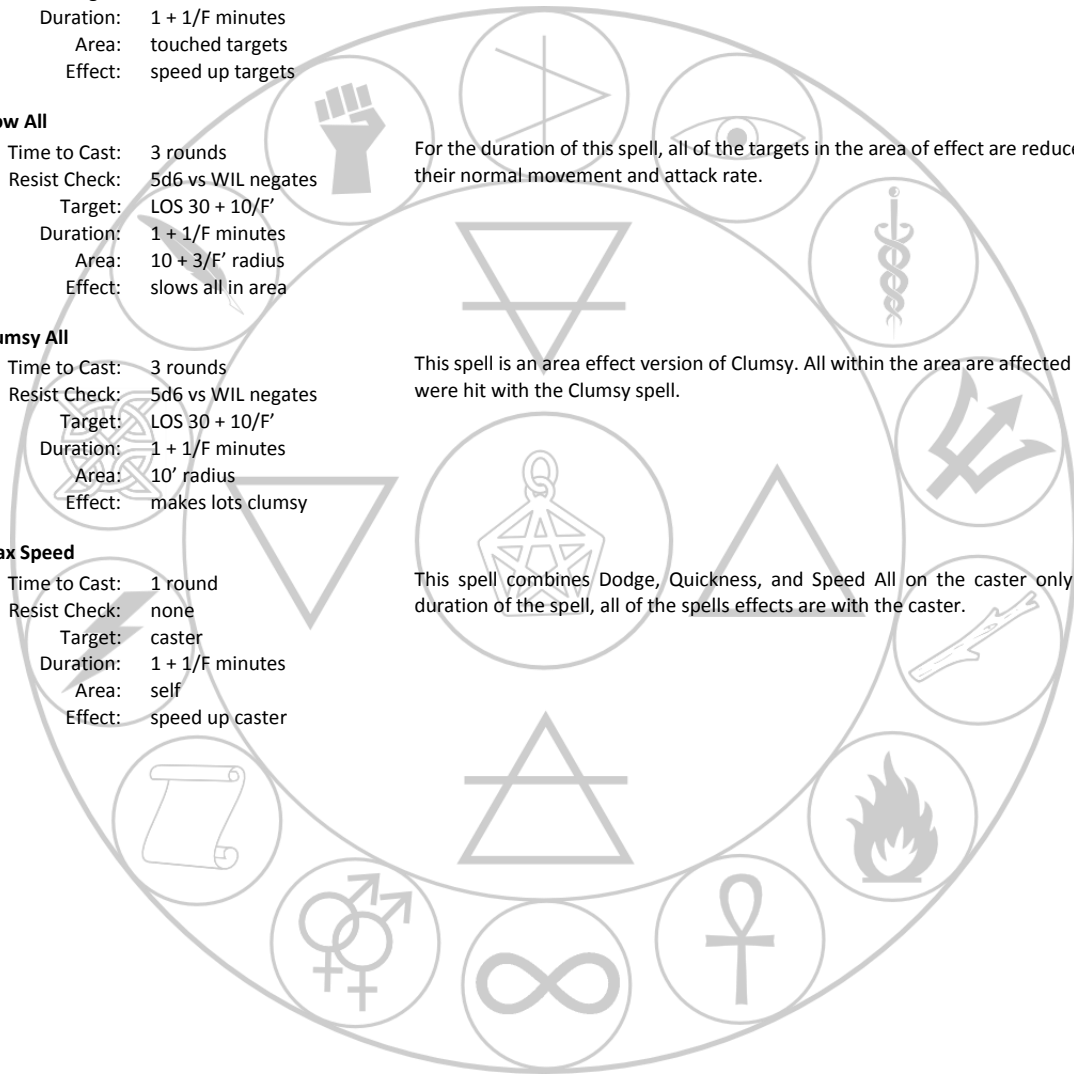 Duration: 1 + 1/F minutes
Area: touched targets
Effect: speed up targets
ow All
Time to Cast: 3 rounds
Resist Check: 5d6 vs WIL negates
Target: LOS 30 + 10/F’
Duration: 1 + 1/F minutes
Area: 10 + 3/F’ radius
Effect: slows all in area
For the duration of this spell, all of the targets in the area of effect are reduce
their normal movement and attack rate.
umsy All
Time to Cast: 3 rounds
Resist Check: 5d6 vs WIL negates
Target: LOS 30 + 10/F’
Duration: 1 + 1/F minutes
Area: 10’ radius
Effect: makes lots clumsy
This spell is an area effect version of Clumsy. All within the area are affected
were hit with the Clumsy spell.
ax Speed
Time to Cast: 1 round
Resist Check: none
Target: caster
Duration: 1 + 1/F minutes
Area: self
Effect: speed up caster
This spell combines Dodge, Quickness, and Speed All on the caster only
duration of the spell, all of the spells effects are with the caster.